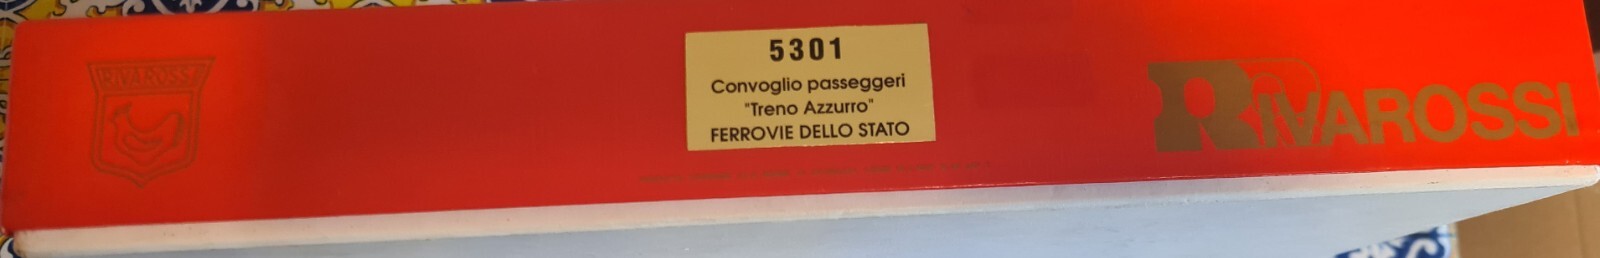 RIVAROSSI
5301
Convoglio passeggeri
"Treno Azzurro"
FERROVIE DELLO STATO
RIVAROSSI